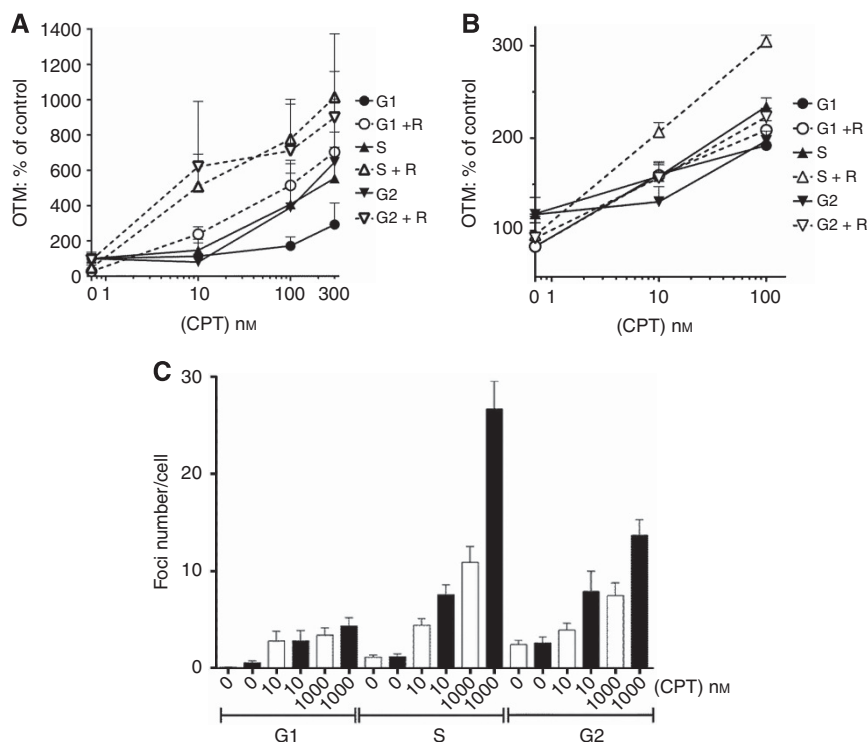 A
OTM: % of control
1400
1200
1000
800
600
400
200
0
0 1 10 100 300
(CPT) nM
G1
G1 +R
S
S + R
G2
G2 + R
B
OTM: % of control
300
200
100
0 1 10 100
(CPT) nM
G1
G1 +R
S
S + R
G2
G2 + R
C
Foci number/cell
30
20
10
0
0 0 10 10 1000 1000 0 0 10 10 1000 1000 0 0 10 10 1000 1000 (CPT) nM
G1 S G2